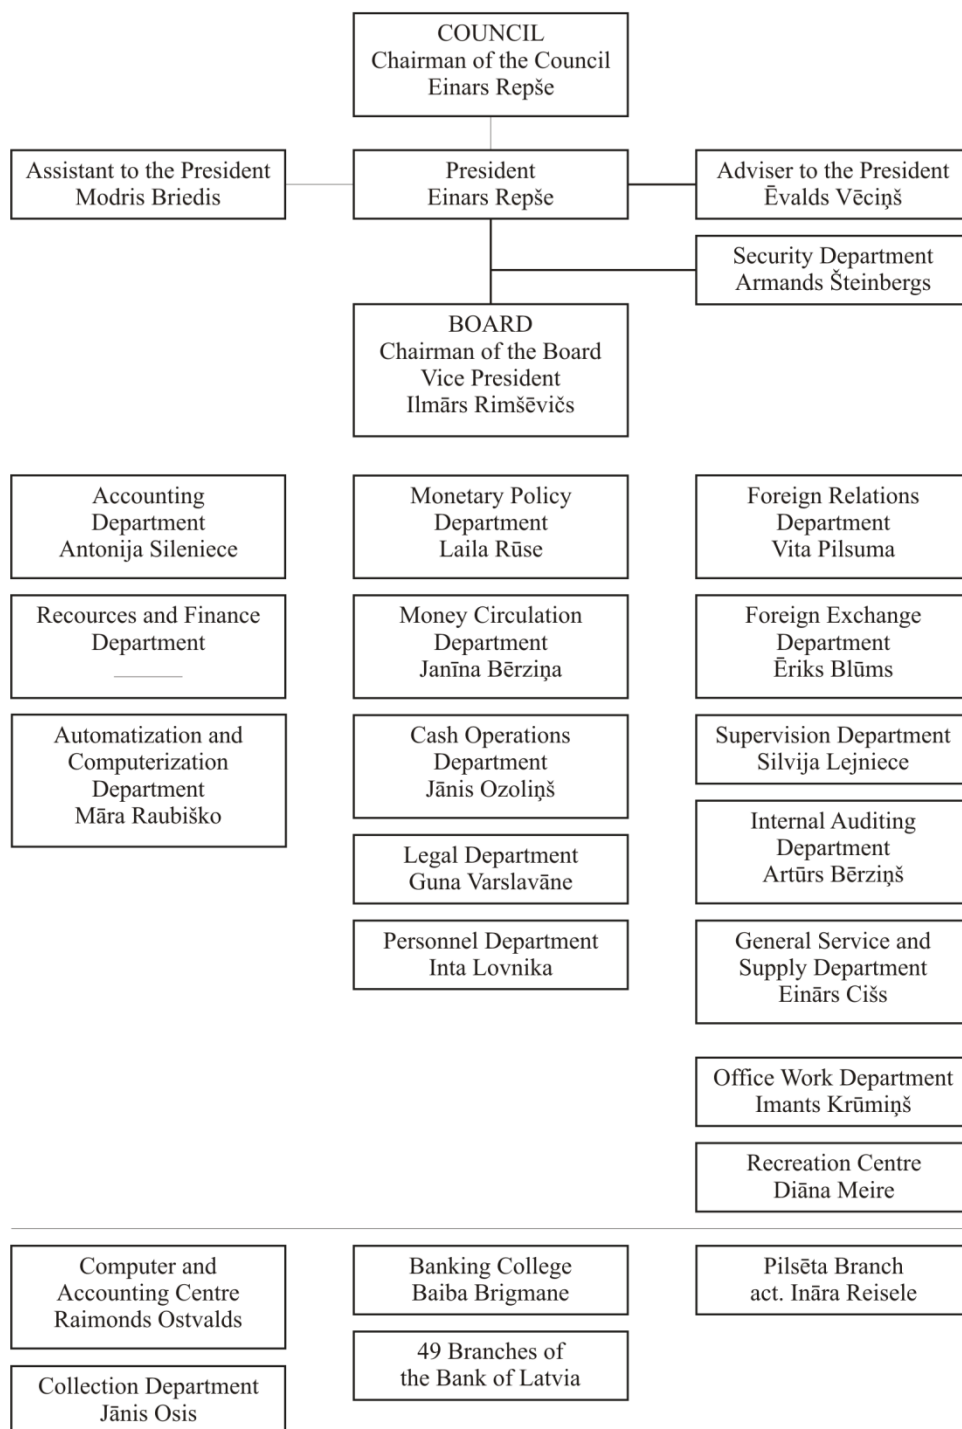 COUNCIL
Chairman of the Council
Einars Repše
Assistant to the President
Modris Briedis
President
Einars Repše
Adviser to the President
Ēvalds Vēciņš
Security Department
Armands Šteinbergs
BOARD
Chairman of the Board
Vice President
Ilmārs Rimšēvičs
Accounting
Department
Antonija Sileniece
Recources and Finance
Department
Automatization and
Computerization
Department
Māra Raubiško
Monetary Policy
Department
Laila Rūse
Money Circulation
Department
Janīna Bērziņa
Cash Operations
Department
Jānis Ozoliņš
Legal Department
Guna Varslavāne
Personnel Department
Inta Lovnika
Foreign Relations
Department
Vita Pilsuma
Foreign Exchange
Department
Ēriks Blūms
Supervision Department
Silvija Lejniece
Internal Auditing
Department
Artūrs Bērziņš
General Service and
Supply Department
Einārs Cišs
Office Work Department
Imants Krūmiņš
Recreation Centre
Diāna Meire
Computer and
Accounting Centre
Raimonds Ostvalds
Collection Department
Jānis Osis
Banking College
Baiba Brigmane
49 Branches of
the Bank of Latvia
Pilsēta Branch
act. Ināra Reisele